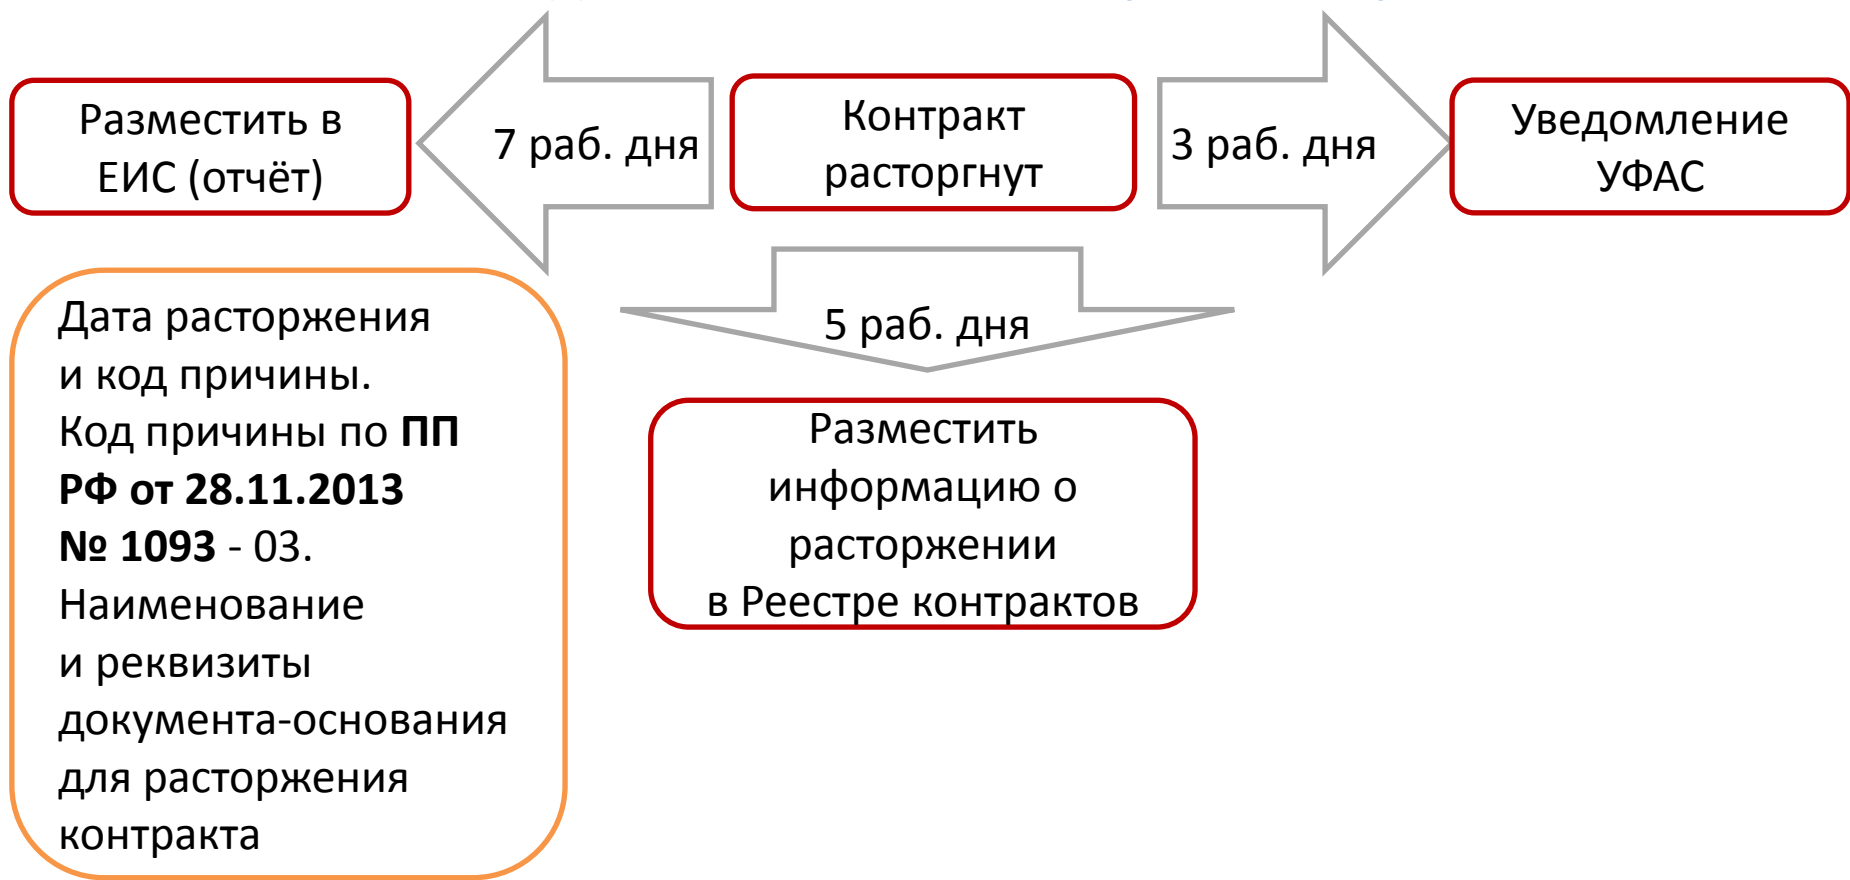 Разместить в
ЕИС (отчёт)
7 раб. дня
Контракт
расторгнут
3 раб. дня
Уведомление
УФАС
5 раб. дня
Дата расторжения
и код причины.
Код причины по ПП
РФ от 28.11.2013
№ 1093 - 03.
Наименование
и реквизиты
документа-основания
для расторжения
контракта
Разместить
информацию о
расторжении
в Реестре контрактов